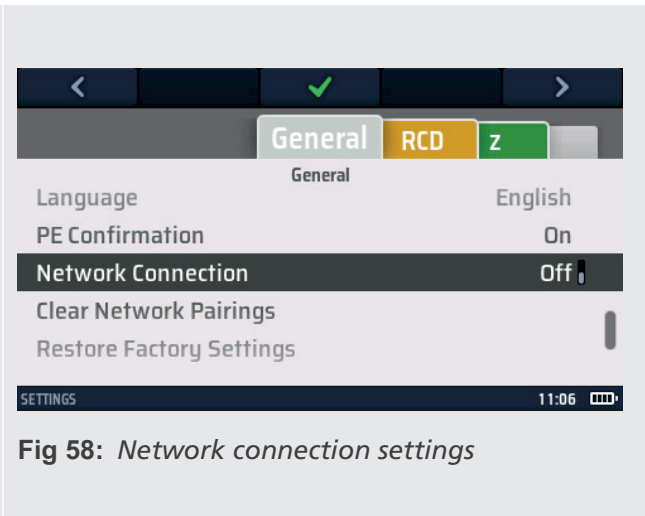 General RCD Z
General
Language English
PE Confirmation On
Network Connection Off
Clear Network Pairings
Restore Factory Settings
SETTINGS 11:06
Fig 58: Network connection settings